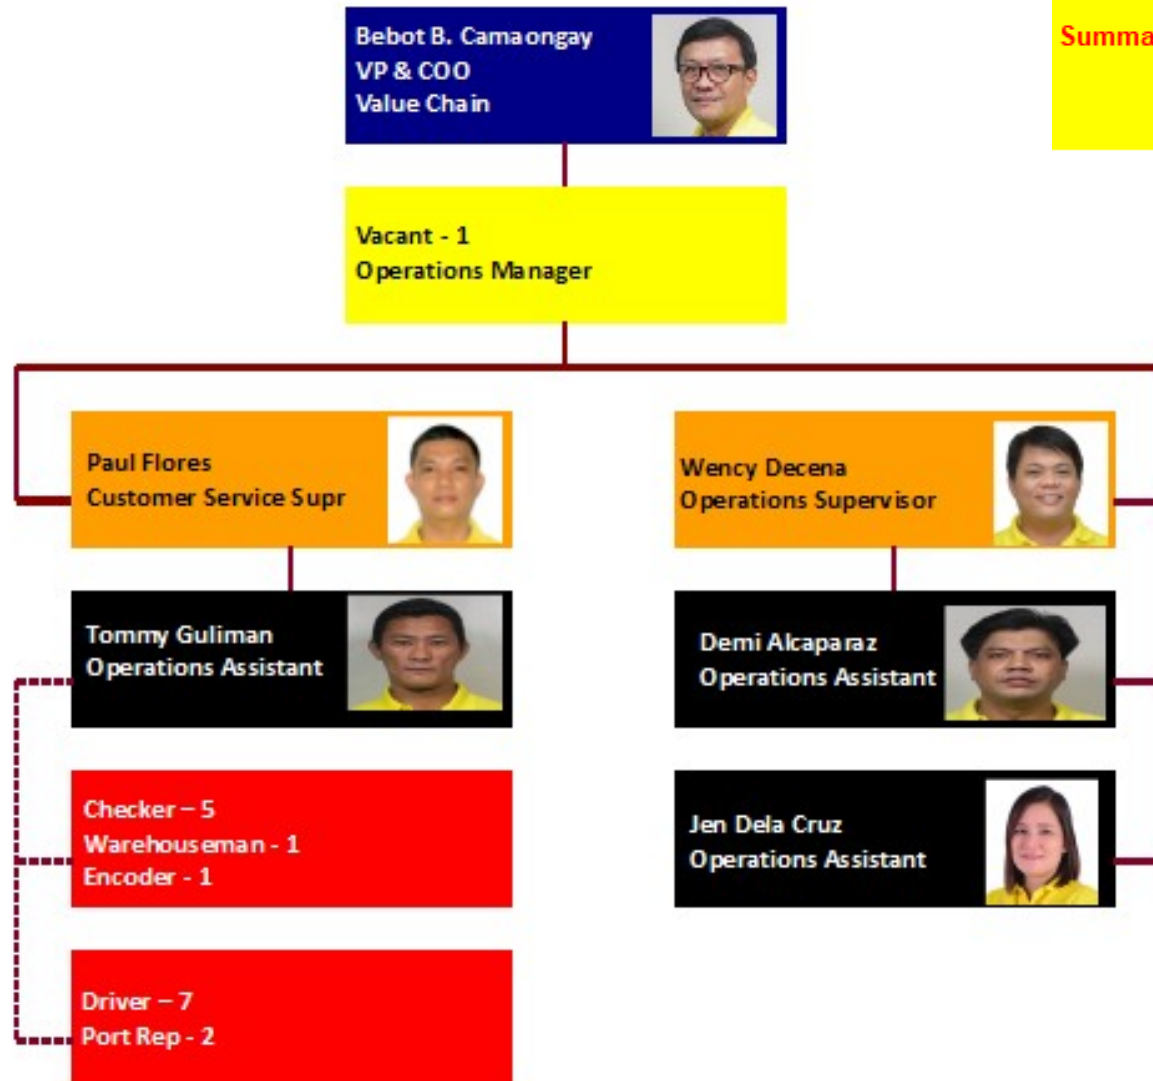 Bebot B. Camaongay
VP & COO
Value Chain
Vacant - 1
Operations Manager
Paul Flores
Customer Service Supr
Wency Decena
Operations Supervisor
Tommy Guliman
Operations Assistant
Demi Alcaparaz
Operations Assistant
Checker – 5
Warehouseman - 1
Encoder - 1
Jen Dela Cruz
Operations Assistant
Driver – 7
Port Rep - 2